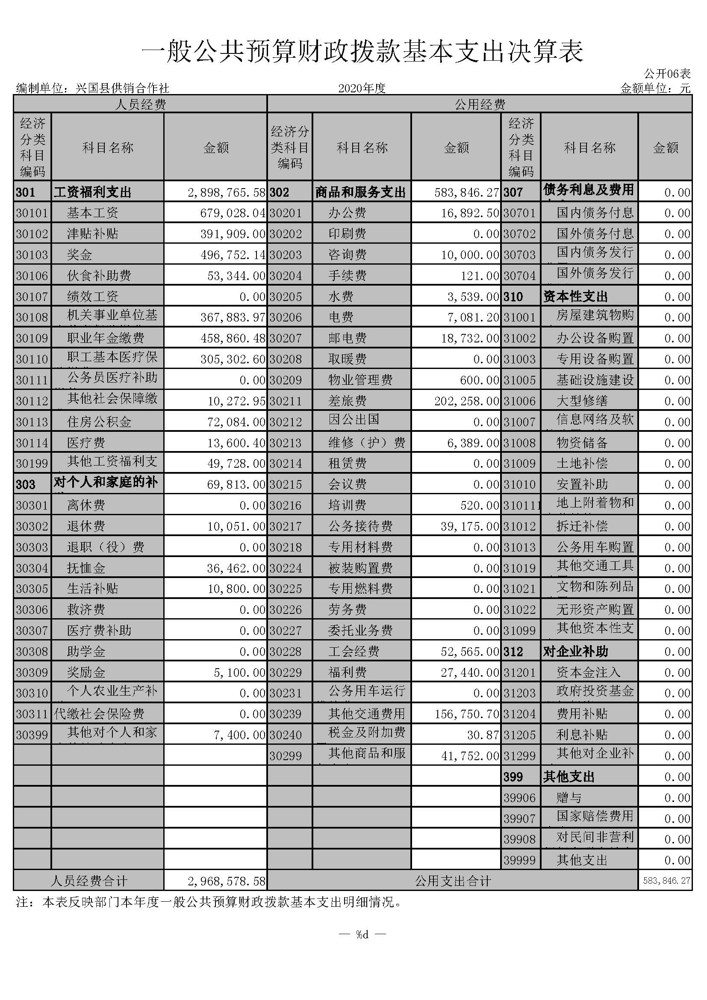 一般公共预算财政拨款基本支出决算表
公开06表
编制单位：兴国县供销合作社 2020年度 金额单位：元
人员经费 公用经费
经济分类科目编码 科目名称 金额 经济分类科目编码 科目名称 金额 经济分类科目编码 科目名称 金额
301 工资福利支出 2,898,765.58 302 商品和服务支出 583,846.27 307 债务利息及费用 0.00
30101 基本工资 679,028.04 30201 办公费 16,892.50 30701 国内债务付息 0.00
30102 津贴补贴 391,909.00 30202 印刷费 0.00 30702 国外债务付息 0.00
30103 奖金 496,752.14 30203 咨询费 10,000.00 30703 国内债务发行 0.00
30106 伙食补助费 53,344.00 30204 手续费 121.00 30704 国外债务发行 0.00
30107 绩效工资 0.00 30205 水费 3,539.00 310 资本性支出 0.00
30108 机关事业单位基 367,883.97 30206 电费 7,081.20 31001 房屋建筑物购 0.00
30109 职业年金缴费 458,860.48 30207 邮电费 18,732.00 31002 办公设备购置 0.00
30110 职工基本医疗保 305,302.60 30208 取暖费 0.00 31003 专用设备购置 0.00
30111 公务员医疗补助 0.00 30209 物业管理费 600.00 31005 基础设施建设 0.00
30112 其他社会保障缴 10,272.95 30211 差旅费 202,258.00 31006 大型修缮 0.00
30113 住房公积金 72,084.00 30212 因公出国 0.00 31007 信息网络及软 0.00
30114 医疗费 13,600.40 30213 维修（护）费 6,389.00 31008 物资储备 0.00
30199 其他工资福利支 49,728.00 30214 租赁费 0.00 31009 土地补偿 0.00
303 对个人和家庭的补 69,813.00 30215 会议费 0.00 31010 安置补助 0.00
30301 离休费 0.00 30216 培训费 520.00 310111 地上附着物和 0.00
30302 退休费 10,051.00 30217 公务接待费 39,175.00 31012 拆迁补偿 0.00
30303 退职（役）费 0.00 30218 专用材料费 0.00 31013 公务用车购置 0.00
30304 抚恤金 36,462.00 30224 被装购置费 0.00 31019 其他交通工具 0.00
30305 生活补贴 10,800.00 30225 专用燃料费 0.00 31021 文物和陈列品 0.00
30306 救济费 0.00 30226 劳务费 0.00 31022 无形资产购置 0.00
30307 医疗费补助 0.00 30227 委托业务费 0.00 31099 其他资本性支 0.00
30308 助学金 0.00 30228 工会经费 52,565.00 312 对企业补助 0.00
30309 奖励金 5,100.00 30229 福利费 27,440.00 31201 资本金注入 0.00
30310 个人农业生产补 0.00 30231 公务用车运行 0.00 31203 政府投资基金 0.00
30311 代缴社会保险费 0.00 30239 其他交通费用 156,750.70 31204 费用补贴 0.00
30399 其他对个人和家 7,400.00 30240 税金及附加费 30.87 31205 利息补贴 0.00
30299 其他商品和服 41,752.00 31299 其他对企业补 0.00
399 其他支出 0.00
39906 赠与 0.00
39907 国家赔偿费用 0.00
39908 对民间非营利 0.00
39999 其他支出 0.00
人员经费合计 2,968,578.58 公用支出合计 583,846.27
注：本表反映部门本年度一般公共预算财政拨款基本支出明细情况。
— %d —